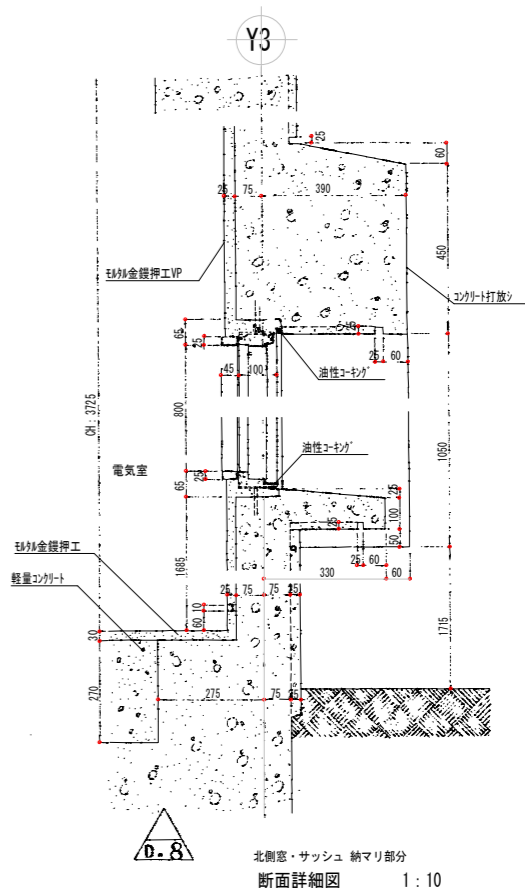 Y3
25
60
25 75 390
450
モルタル金鏝押エVP
コンクリート打放シ
65
25
25
25 60
油性コーキング
45 100
CH：3725
800
1050
電気室
油性コーキング
25
65
25
25
100
50
モルタル金鏝押エ
25 60
330 60
軽量コンクリート
1685
25 75 75 25
10
60
1715
30
270
275 75 25
D-8
北側窓・サッシュ 納マリ部分
断面詳細図 1：10